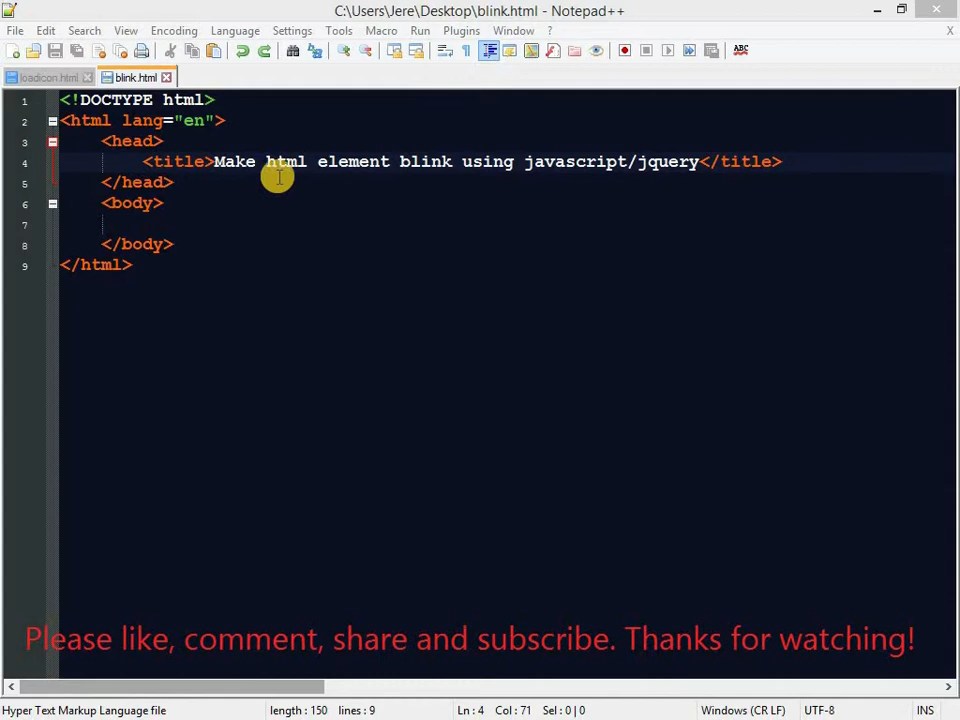 C:\Users\Jere\Desktop\blink.html - Notepad++
File Edit Search View Encoding Language Settings Tools Macro Run Plugins Window ? X
ABC
loadicon.html blink.html
1 <!DOCTYPE html>
2 <html lang="en">
3 <head>
4 <title>Make html element blink using javascript/jquery</title>
5 </head>
6 <body>
7
8 </body>
9 </html>
Please like, comment, share and subscribe. Thanks for watching!
Hyper Text Markup Language file length : 150 lines : 9 Ln : 4 Col : 71 Sel : 0 | 0 Windows (CR LF) UTF-8 INS